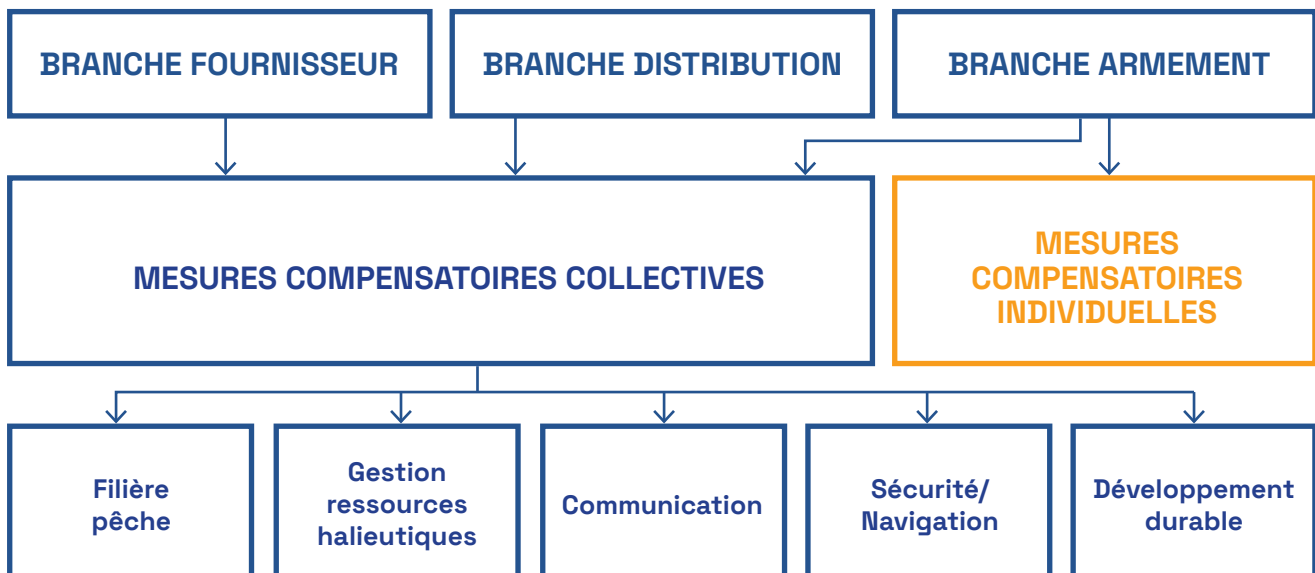 BRANCHE FOURNISSEUR
BRANCHE DISTRIBUTION
BRANCHE ARMEMENT
MESURES COMPENSATOIRES COLLECTIVES
MESURES
COMPENSATOIRES
INDIVIDUELLES
Filière
pêche
Gestion
ressources
halieutiques
Communication
Sécurité/
Navigation
Développement
durable